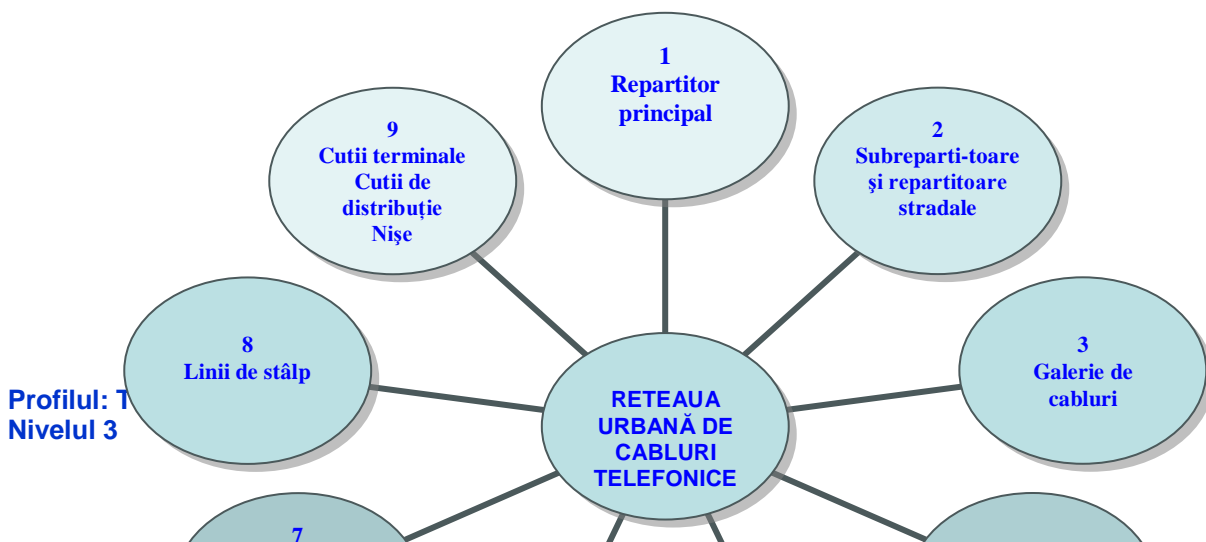 1
Repartitor
principal
2
Subreparti-toare
şi repartitoare
stradale
3
Galerie de
cabluri
7
8
Linii de stâlp
9
Cutii terminale
Cutii de
distribuție
Nişe
RETEAUA
URBANĂ DE
CABLURI
TELEFONICE
Profilul: T
Nivelul 3